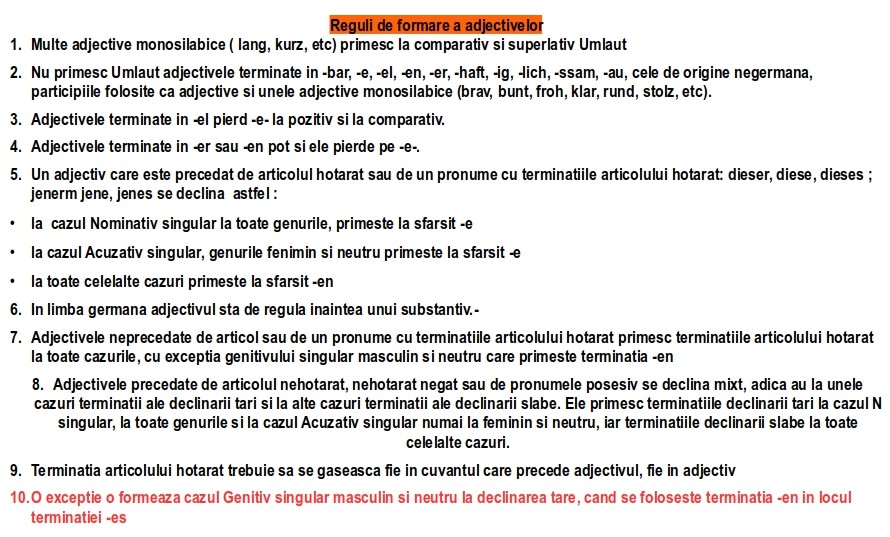 Reguli de formare a adjectivelor
1. Multe adjective monosilabice ( lang, kurz, etc) primesc la comparativ si superlativ Umlaut
2. Nu primesc Umlaut adjectivele terminate in -bar, -e, -el, -en, -er, -haft, -ig, -lich, -ssam, -au, cele de origine negermana,
participiile folosite ca adjective si unele adjective monosilabice (brav, bunt, froh, klar, rund, stolz, etc).
3. Adjectivele terminate in -el pierd -e- la pozitiv si la comparativ.
4. Adjectivele terminate in -er sau -en pot si ele pierde pe -e-.
5. Un adjectiv care este precedat de articolul hotarat sau de un pronume cu terminatiile articolului hotarat: dieser, diese, dieses ;
jenerm jene, jenes se declina astfel :
• la cazul Nominativ singular la toate genurile, primeste la sfarsit -e
• la cazul Acuzativ singular, genurile fenimin si neutru primeste la sfarsit -e
• la toate celelalte cazuri primeste la sfarsit -en
6. In limba germana adjectivul sta de regula inaintea unui substantiv.-
7. Adjectivele neprecedate de articol sau de un pronume cu terminatiile articolului hotarat primesc terminatiile articolului hotarat
la toate cazurile, cu exceptia genitivului singular masculin si neutru care primeste terminatia -en
8. Adjectivele precedate de articolul nehotarat, nehotarat negat sau de pronumele posesiv se declina mixt, adica au la unele
cazuri terminatii ale declinarii tari si la alte cazuri terminatii ale declinarii slabe. Ele primesc terminatiile declinarii tari la cazul N
singular, la toate genurile si la cazul Acuzativ singular numai la feminin si neutru, iar terminatiile declinarii slabe la toate
celelalte cazuri.
9. Terminatia articolului hotarat trebuie sa se gaseasca fie in cuvantul care precede adjectivul, fie in adjectiv
10. O exceptie o formeaza cazul Genitiv singular masculin si neutru la declinarea tare, cand se foloseste terminatia -en in locul
terminatiei -es